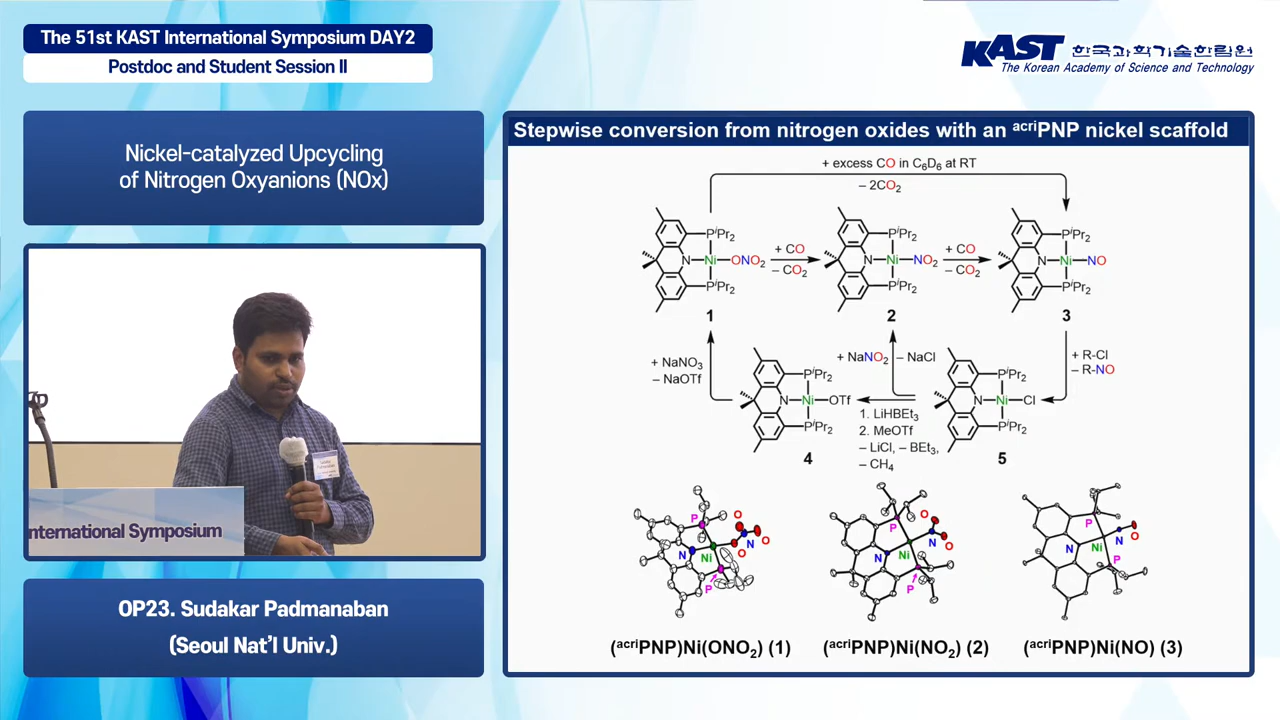 The 51st KAST International Symposium DAY2
Postdoc and Student Session II
KAST 한국과학기술한림원
The Korean Academy of Science and Technology
Nickel-catalyzed Upcycling
of Nitrogen Oxyanions (NOx)
International Symposium
OP23. Sudakar Padmanaban
(Seoul Nat'l Univ.)
Stepwise conversion from nitrogen oxides with an acriPNP nickel scaffold
+ excess CO in C6D6 at RT
– 2CO2
PiPr2
N Ni ONO2
PiPr2
1
+ CO
– CO2
PiPr2
N Ni NO2
PiPr2
2
+ CO
– CO2
PiPr2
N Ni NO
PiPr2
3
+ NaNO3
– NaOTf
PiPr2
N Ni OTf
PiPr2
4
+ NaNO2 – NaCl
1. LiHBEt3
2. MeOTf
– LiCl, – BEt3,
– CH4
PiPr2
N Ni Cl
PiPr2
5
+ R-Cl
– R-NO
P N Ni P O N O O
P N Ni P O N O
P N Ni P N O
(acriPNP)Ni(ONO2) (1)
(acriPNP)Ni(NO2) (2)
(acriPNP)Ni(NO) (3)